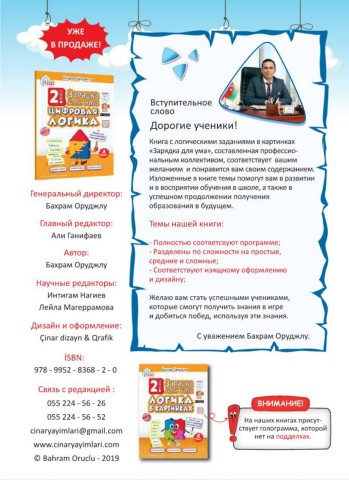 УЖЕ
В ПРОДАЖЕ!
2
Зарядка
для ума
ЦИФРОВАЯ
ЛОГИКА
Генеральный директор:
Бахрам Оруджлу
Главный редактор:
Али Ганифаев
Автор:
Бахрам Оруджлу
Научные редакторы:
Интигам Нагиев
Лейла Магеррамова
Дизайн и оформление:
Çinar dizayn & Qrafik
İSBN:
978 - 9952 - 8368 - 2 - 0
Связь с редакцией :
055 224 - 56 - 26
055 224 - 56 - 52
cinaryayimlari@gmail.com
www.cinaryayimlari.com
© Bahram Oruclu - 2019
Вступительное
слово
Дорогие ученики!
Книга с логическими заданиями в картинках
«Зарядка для ума», составленная профессио-
нальным коллективом, соответствует вашим
желаниям и понравится вам своим содержанием.
Изложенные в книге темы помогут вам в развитии
и в восприятии обучения в школе, а также в
успешном продолжении получения
образования в будущем.
Темы нашей книги:
- Полностью соответсвуют программе;
- Разделены по сложности на простые,
средние и сложные;
- Соответствуют изящному оформлению
и дизайну;
Желаю вам стать успешными учениками,
которые смогут получить знания в игре
и добиться побед, используя эти знания.
С уважением Бахрам Оруджлу.
2
Зарядка
для ума
ЛОГИКА
В КАРТИНКАХ
ВНИМАНИЕ!
На наших книгах присут-
ствует голограмма, которой
нет на подделках.